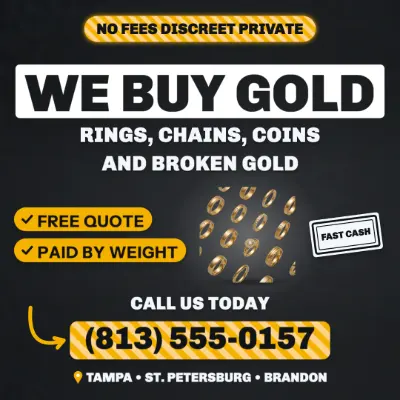 NO FEES DISCREET PRIVATE
WE BUY GOLD
RINGS, CHAINS, COINS
AND BROKEN GOLD
FREE QUOTE
PAID BY WEIGHT
FAST CASH
CALL US TODAY
(813) 555-0157
TAMPA • ST. PETERSBURG • BRANDON